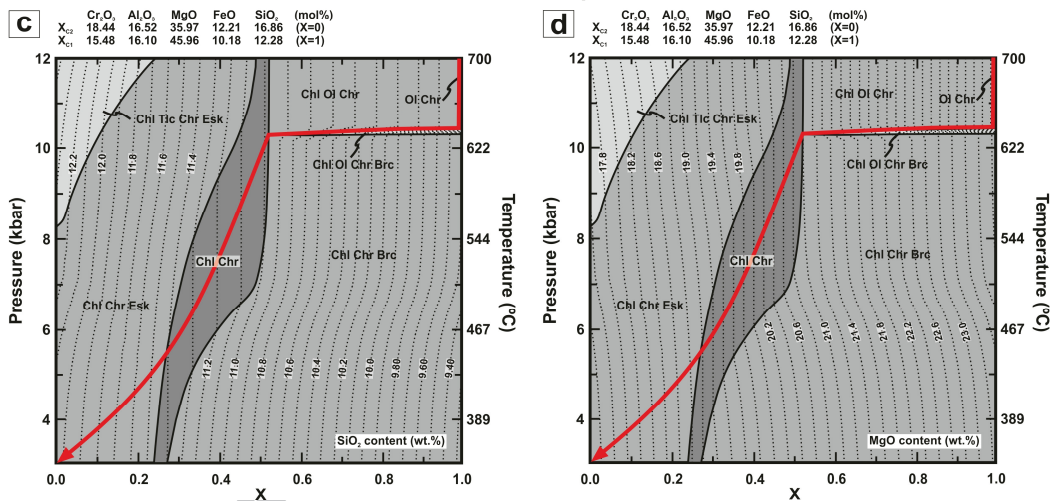 c
Cr₂O₃ Al₂O₃ MgO FeO SiO₂ (mol%)
X_C2 18.44 16.52 35.97 12.21 16.86 (X=0)
X_C1 15.48 16.10 45.96 10.18 12.28 (X=1)
Pressure (kbar)
12
10
8
6
4
700
622
544
467
389
Temperature (ºC)
Chl Ol Chr
Ol Chr
Chl Tlc Chr Esk
Chl Ol Chr Brc
12.2 12.0 11.8 11.6 11.4
Chl Chr
Chl Chr Brc
Chl Chr Esk
11.2 11.0 10.8 10.6 10.4 10.2 10.0 9.80 9.60 9.40
SiO₂ content (wt.%)
0.0 0.2 0.4 0.6 0.8 1.0
X
d
Cr₂O₃ Al₂O₃ MgO FeO SiO₂ (mol%)
X_C2 18.44 16.52 35.97 12.21 16.86 (X=0)
X_C1 15.48 16.10 45.96 10.18 12.28 (X=1)
Pressure (kbar)
12
10
8
6
4
700
622
544
467
389
Temperature (ºC)
Chl Ol Chr
Ol Chr
Chl Tlc Chr Esk
Chl Ol Chr Brc
17.8 18.2 18.6 19.0 19.4 19.8
Chl Chr
Chl Chr Brc
Chl Chr Esk
20.2 20.6 21.0 21.4 21.8 22.2 22.6 23.0
MgO content (wt.%)
0.0 0.2 0.4 0.6 0.8 1.0
X